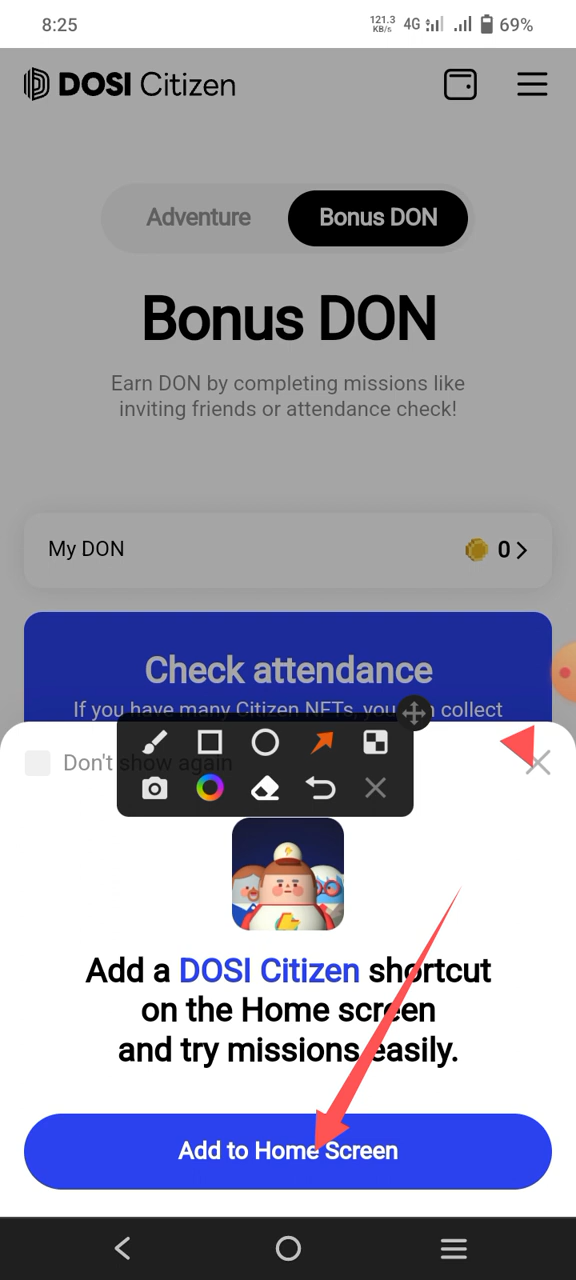 8:25
121.3
KB/s
4G
69%
DOSI Citizen
Adventure
Bonus DON
Bonus DON
Earn DON by completing missions like
inviting friends or attendance check!
My DON
0
Check attendance
If you have many Citizen NFTs, you collect
Don't show again
Add a DOSI Citizen shortcut
on the Home screen
and try missions easily.
Add to Home Screen